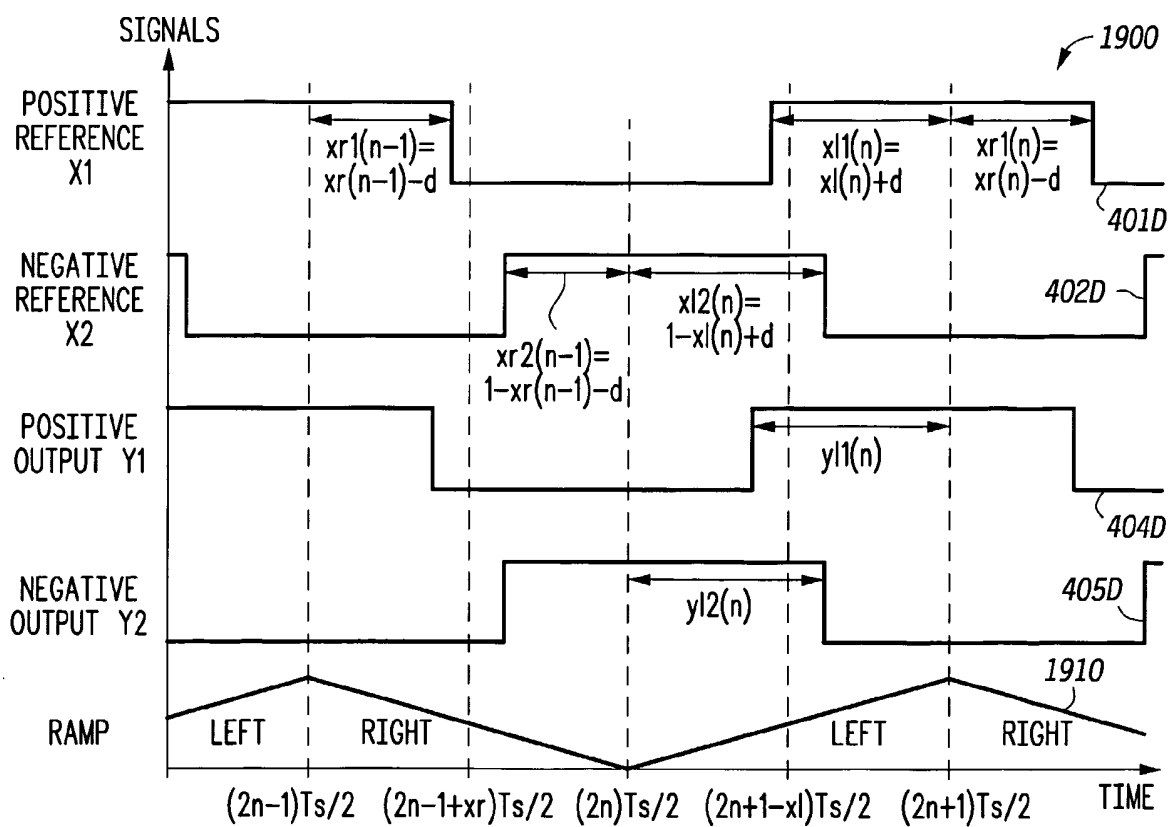 SIGNALS
1900
POSITIVE
REFERENCE
X1
xr1(n-1)=
xr(n-1)-d
xl1(n)=
xl(n)+d
xr1(n)=
xr(n)-d
401D
NEGATIVE
REFERENCE
X2
xr2(n-1)=
1-xr(n-1)-d
xl2(n)=
1-xl(n)+d
402D
POSITIVE
OUTPUT Y1
yl1(n)
404D
NEGATIVE
OUTPUT Y2
yl2(n)
405D
RAMP
LEFT
RIGHT
LEFT
RIGHT
1910
(2n-1)Ts/2
(2n-1+xr)Ts/2
(2n)Ts/2
(2n+1-xl)Ts/2
(2n+1)Ts/2
TIME